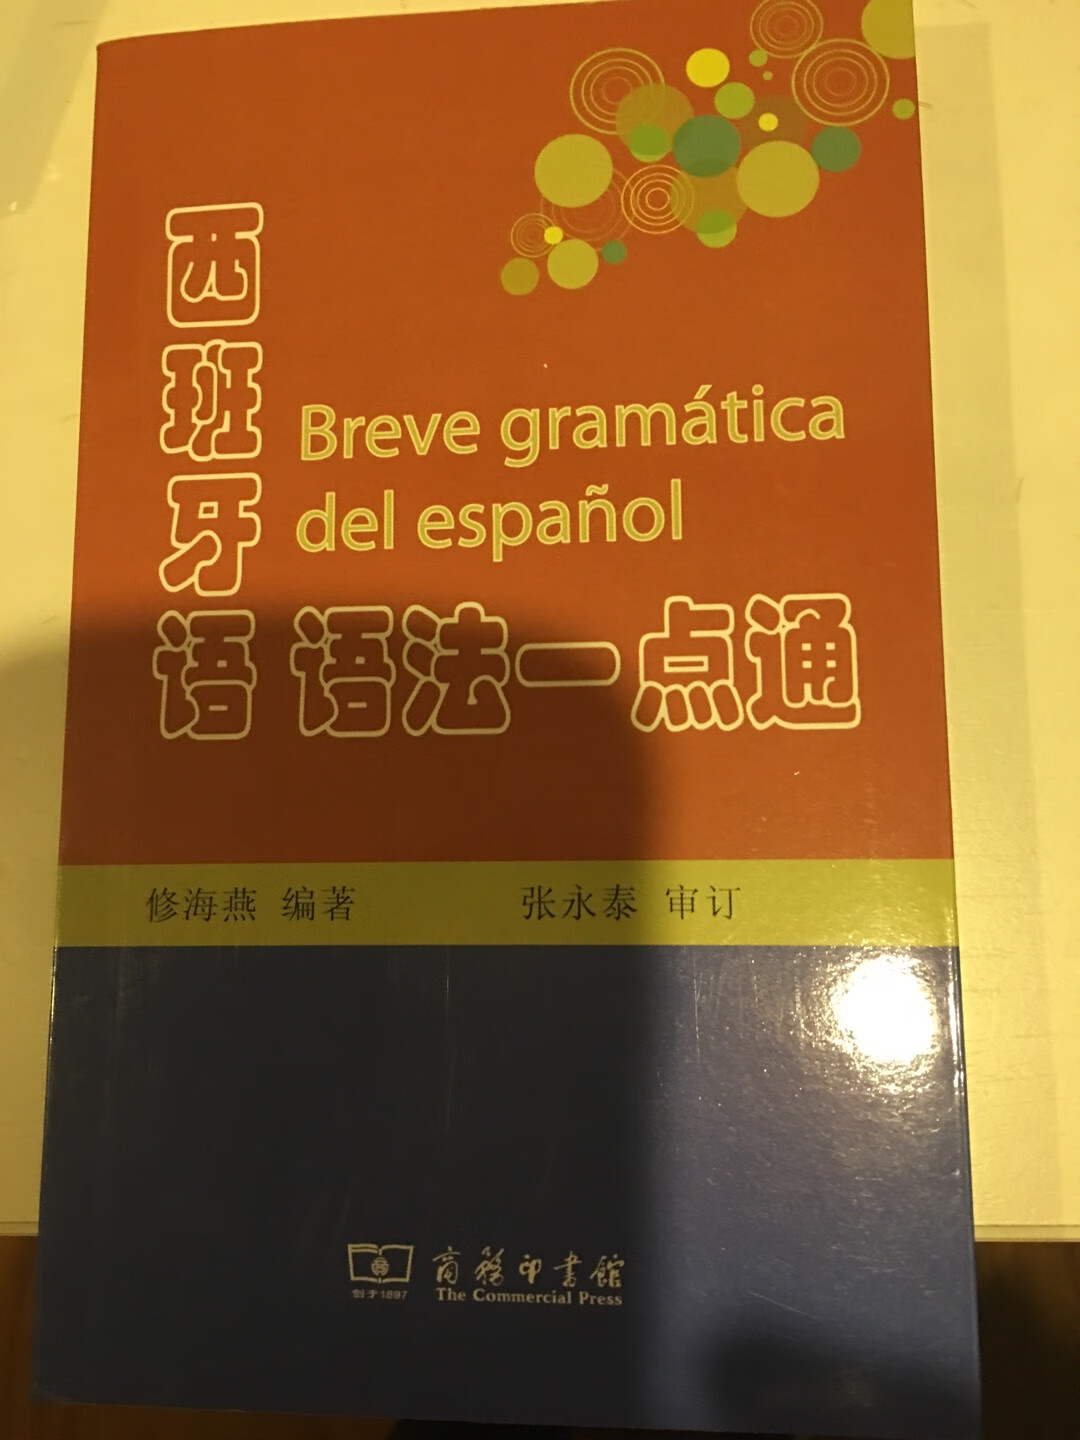 西班牙语
Breve gramática
del español
语法一点通
修海燕 编著 张永泰 审订
创于1897
商務印書館
The Commercial Press